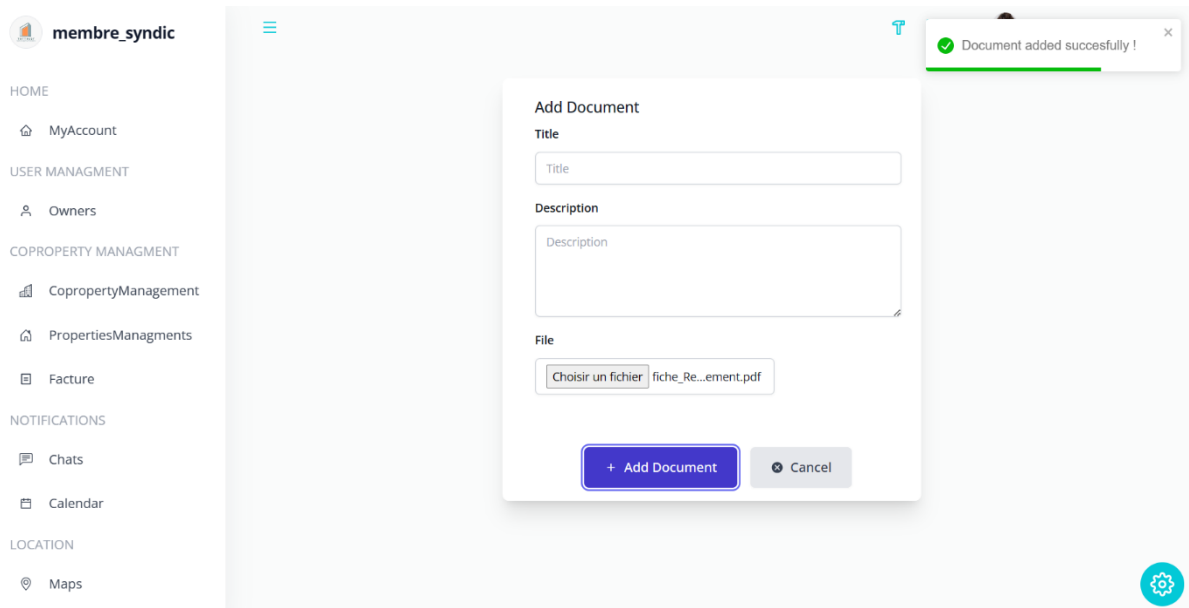 membre_syndic
HOME
MyAccount
USER MANAGMENT
Owners
COPROPERTY MANAGMENT
CopropertyManagement
PropertiesManagments
Facture
NOTIFICATIONS
Chats
Calendar
LOCATION
Maps
Document added succesfully !
Add Document
Title
Title
Description
Description
File
Choisir un fichier fiche_Re...ement.pdf
+ Add Document
Cancel